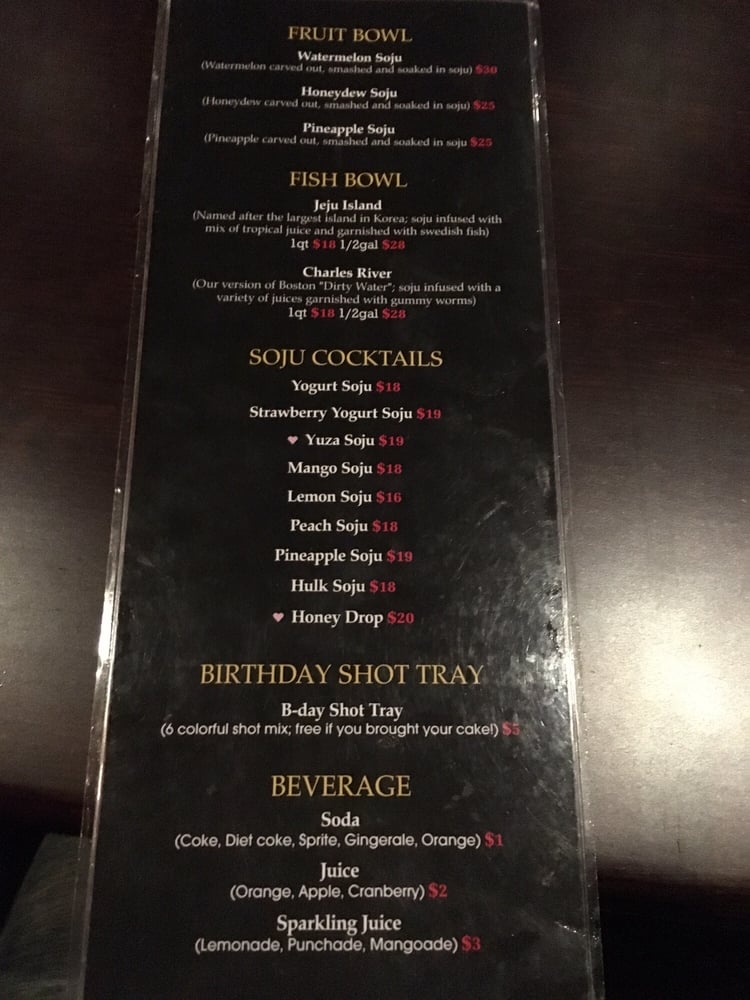 FRUIT BOWL
Watermelon Soju
(Watermelon carved out, smashed and soaked in soju) $30
Honeydew Soju
(Honeydew carved out, smashed and soaked in soju) $25
Pineapple Soju
(Pineapple carved out, smashed and soaked in soju $25
FISH BOWL
Jeju Island
(Named after the largest island in Korea; soju infused with
mix of tropical juice and garnished with swedish fish)
1qt $18 1/2gal $28
Charles River
(Our version of Boston "Dirty Water"; soju infused with a
variety of juices garnished with gummy worms)
1qt $18 1/2gal $28
SOJU COCKTAILS
Yogurt Soju $18
Strawberry Yogurt Soju $19
♥ Yuza Soju $19
Mango Soju $18
Lemon Soju $16
Peach Soju $18
Pineapple Soju $19
Hulk Soju $18
♥ Honey Drop $20
BIRTHDAY SHOT TRAY
B-day Shot Tray
(6 colorful shot mix; free if you brought your cake!) $5
BEVERAGE
Soda
(Coke, Diet coke, Sprite, Gingerale, Orange) $1
Juice
(Orange, Apple, Cranberry) $2
Sparkling Juice
(Lemonade, Punchade, Mangoade) $3